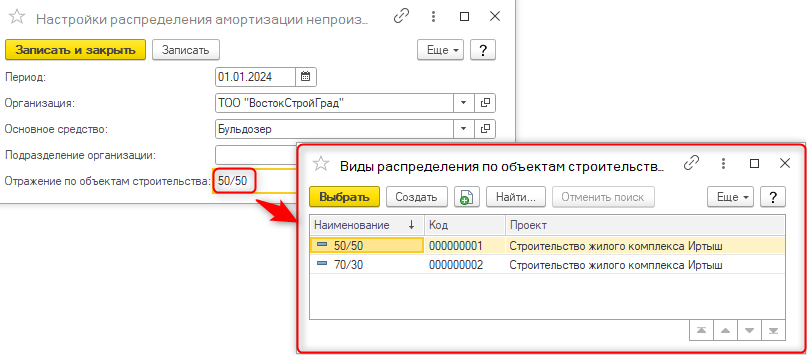 Настройки распределения амортизации непроиз...
Записать и закрыть Записать Еще ?
Период: 01.01.2024
Организация: ТОО "ВостокСтройГрад"
Основное средство: Бульдозер
Подразделение организации:
Отражение по объектам строительства: 50/50
Виды распределения по объектам строительств...
Выбрать Создать Найти... Отменить поиск Еще ?
Наименование ↓ Код Проект
50/50 000000001 Строительство жилого комплекса Иртыш
70/30 000000002 Строительство жилого комплекса Иртыш